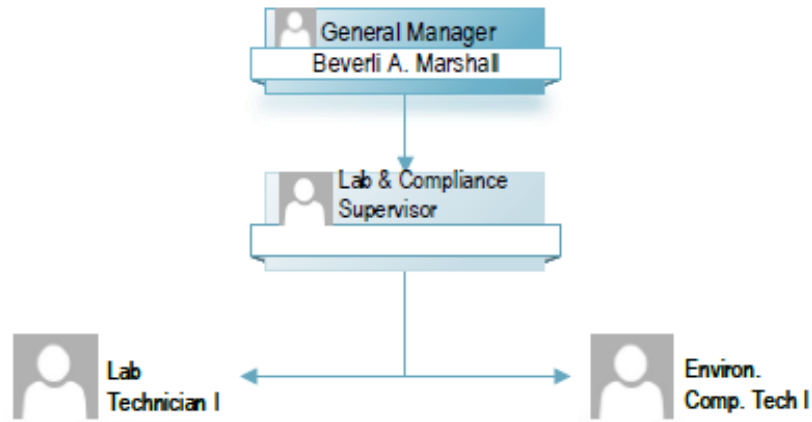 General Manager
Beverli A. Marshall
Lab & Compliance
Supervisor
Lab
Technician I
Environ.
Comp. Tech I